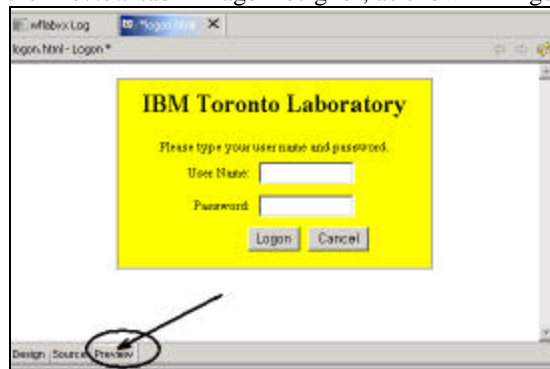 wflabxx Log *logon.html
logon.html - Logon *
IBM Toronto Laboratory
Please type your user name and password.
User Name:
Password:
Logon Cancel
Design Source Preview